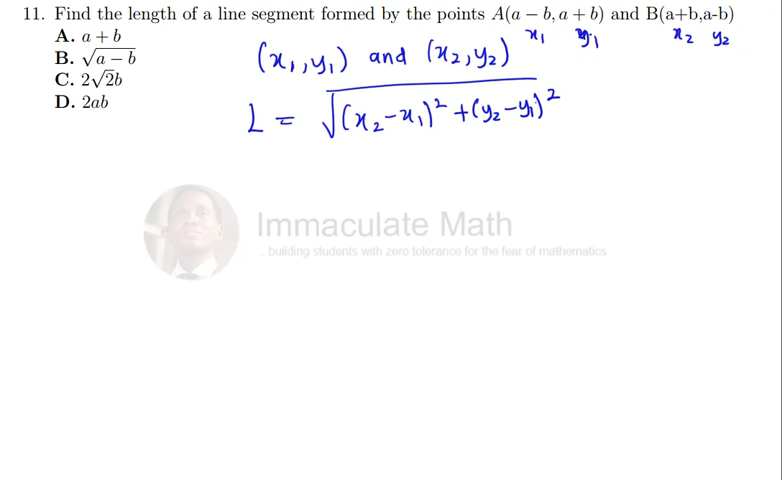 11. Find the length of a line segment formed by the points A(a − b, a + b) and B(a+b,a-b)
x₁ y₁ x₂ y₂
A. a + b
B. √(a − b)
C. 2√2b
D. 2ab
(x₁, y₁) and (x₂, y₂)
L = √((x₂ − x₁)² + (y₂ − y₁)²)
Immaculate Math
...building students with zero tolerance for the fear of mathematics